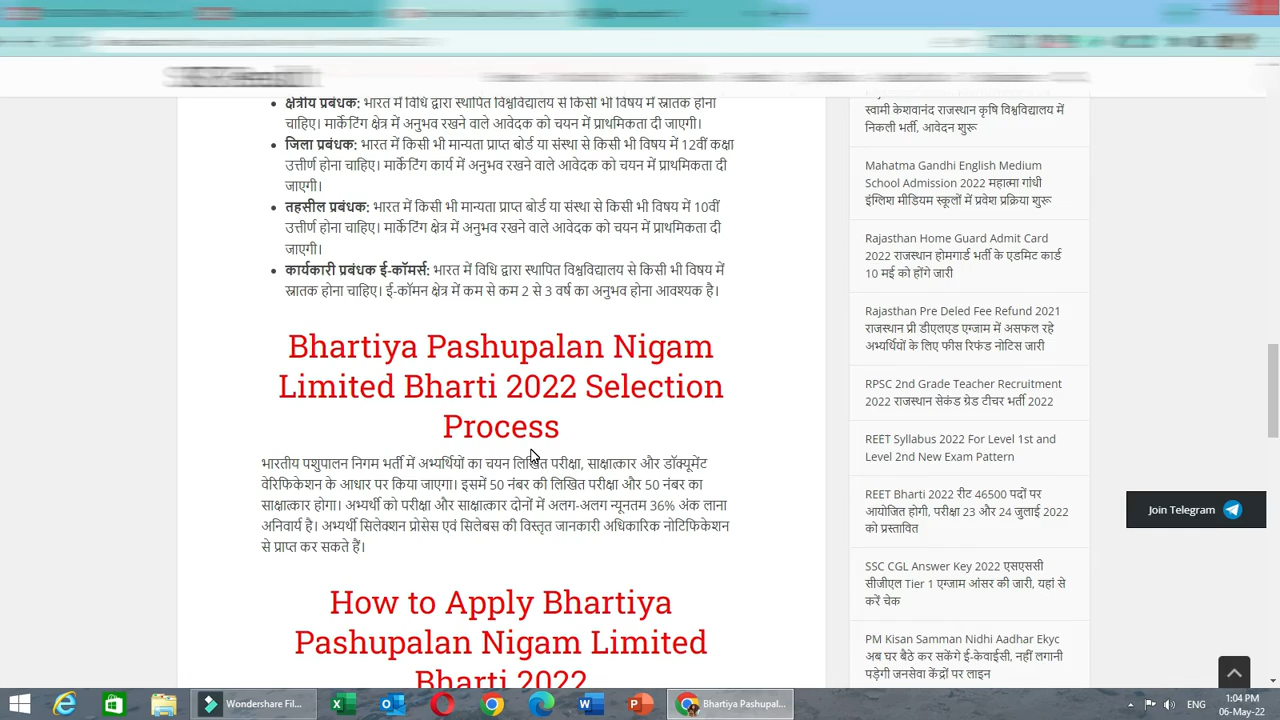 क्षेत्रीय प्रबंधक: भारत में विधि द्वारा स्थापित विश्वविद्यालय से किसी भी विषय में स्नातक होना
चाहिए। मार्केटिंग क्षेत्र में अनुभव रखने वाले आवेदक को चयन में प्राथमिकता दी जाएगी।
जिला प्रबंधक: भारत में किसी भी मान्यता प्राप्त बोर्ड या संस्था से किसी भी विषय में 12वीं कक्षा
उत्तीर्ण होना चाहिए। मार्केटिंग कार्य में अनुभव रखने वाले आवेदक को चयन में प्राथमिकता दी
जाएगी।
तहसील प्रबंधक: भारत में किसी भी मान्यता प्राप्त बोर्ड या संस्था से किसी भी विषय में 10वीं
उत्तीर्ण होना चाहिए। मार्केटिंग क्षेत्र में अनुभव रखने वाले आवेदक को चयन में प्राथमिकता दी
जाएगी।
कार्यकारी प्रबंधक ई-कॉमर्स: भारत में विधि द्वारा स्थापित विश्वविद्यालय से किसी भी विषय में
स्नातक होना चाहिए। ई-कॉमन क्षेत्र में कम से कम 2 से 3 वर्ष का अनुभव होना आवश्यक है।
Bhartiya Pashupalan Nigam
Limited Bharti 2022 Selection
Process
भारतीय पशुपालन निगम भर्ती में अभ्यर्थियों का चयन लिखित परीक्षा, साक्षात्कार और डॉक्यूमेंट
वेरिफिकेशन के आधार पर किया जाएगा। इसमें 50 नंबर की लिखित परीक्षा और 50 नंबर का
साक्षात्कार होगा। अभ्यर्थी को परीक्षा और साक्षात्कार दोनों में अलग-अलग न्यूनतम 36% अंक लाना
अनिवार्य है। अभ्यर्थी सिलेक्शन प्रोसेस एवं सिलेबस की विस्तृत जानकारी अधिकारिक नोटिफिकेशन
से प्राप्त कर सकते हैं।
How to Apply Bhartiya
Pashupalan Nigam Limited
Bharti 2022
स्वामी केशवानंद राजस्थान कृषि विश्वविद्यालय में
निकली भर्ती, आवेदन शुरू
Mahatma Gandhi English Medium
School Admission 2022 महात्मा गांधी
इंग्लिश मीडियम स्कूलों में प्रवेश प्रक्रिया शुरू
Rajasthan Home Guard Admit Card
2022 राजस्थान होमगार्ड भर्ती के एडमिट कार्ड
10 मई को होंगे जारी
Rajasthan Pre Deled Fee Refund 2021
राजस्थान प्री डीएलएड एग्जाम में असफल रहे
अभ्यर्थियों के लिए फीस रिफंड नोटिस जारी
RPSC 2nd Grade Teacher Recruitment
2022 राजस्थान सेकंड ग्रेड टीचर भर्ती 2022
REET Syllabus 2022 For Level 1st and
Level 2nd New Exam Pattern
REET Bharti 2022 रीट 46500 पदों पर
आयोजित होगी, परीक्षा 23 और 24 जुलाई 2022
को प्रस्तावित
SSC CGL Answer Key 2022 एसएससी
सीजीएल Tier 1 एग्जाम आंसर की जारी, यहां से
करें चेक
PM Kisan Samman Nidhi Aadhar Ekyc
अब घर बैठे कर सकेंगे ई-केवाईसी, नहीं लगानी
पड़ेगी जनसेवा केंद्रों पर लाइन
Join Telegram
Wondershare Fil...
Bhartiya Pashupal...
ENG
1:04 PM
06-May-22